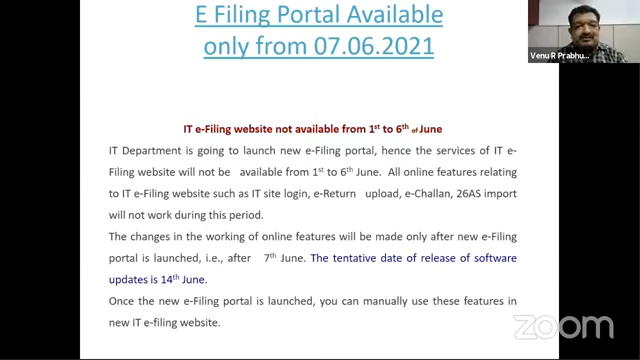 E Filing Portal Available
only from 07.06.2021
Venu R Prabhu...
IT e-Filing website not available from 1st to 6th of June
IT Department is going to launch new e-Filing portal, hence the services of IT e-
Filing website will not be available from 1st to 6th June. All online features relating
to IT e-Filing website such as IT site login, e-Return upload, e-Challan, 26AS import
will not work during this period.
The changes in the working of online features will be made only after new e-Filing
portal is launched, i.e., after 7th June. The tentative date of release of software
updates is 14th June.
Once the new e-Filing portal is launched, you can manually use these features in
new IT e-filing website.
zoom